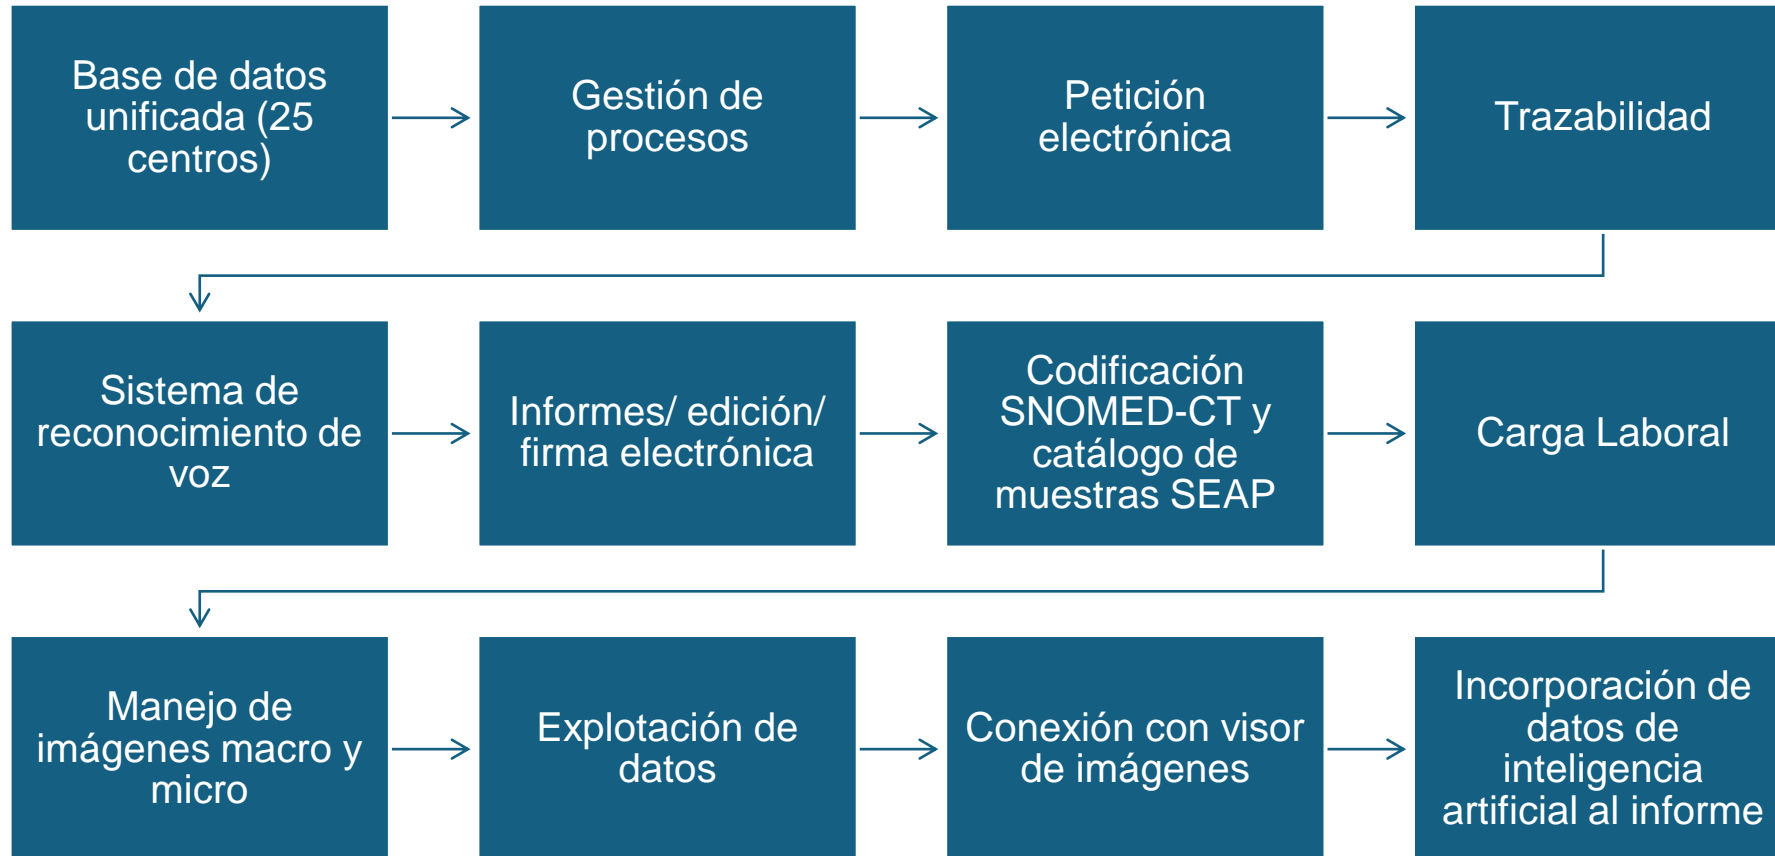 Base de datos
unificada (25
centros)
Gestión de
procesos
Petición
electrónica
Trazabilidad
Sistema de
reconocimiento de
voz
Informes/ edición/
firma electrónica
Codificación
SNOMED-CT y
catálogo de
muestras SEAP
Carga Laboral
Manejo de
imágenes macro y
micro
Explotación de
datos
Conexión con visor
de imágenes
Incorporación de
datos de
inteligencia
artificial al informe